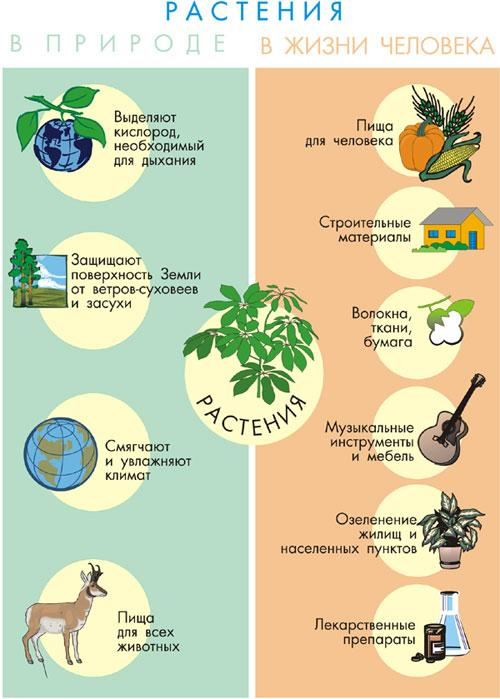 РАСТЕНИЯ
В ПРИРОДЕ
В ЖИЗНИ ЧЕЛОВЕКА
Выделяют
кислород,
необходимый
для дыхания
Защищают
поверхность Земли
от ветров-суховеев
и засухи
Смягчают
и увлажняют
климат
Пища
для всех
животных
РАСТЕНИЯ
Пища
для человека
Строительные
материалы
Волокна,
ткани,
бумага
Музыкальные
инструменты
и мебель
Озеленение
жилищ и
населенных пунктов
Лекарственные
препараты